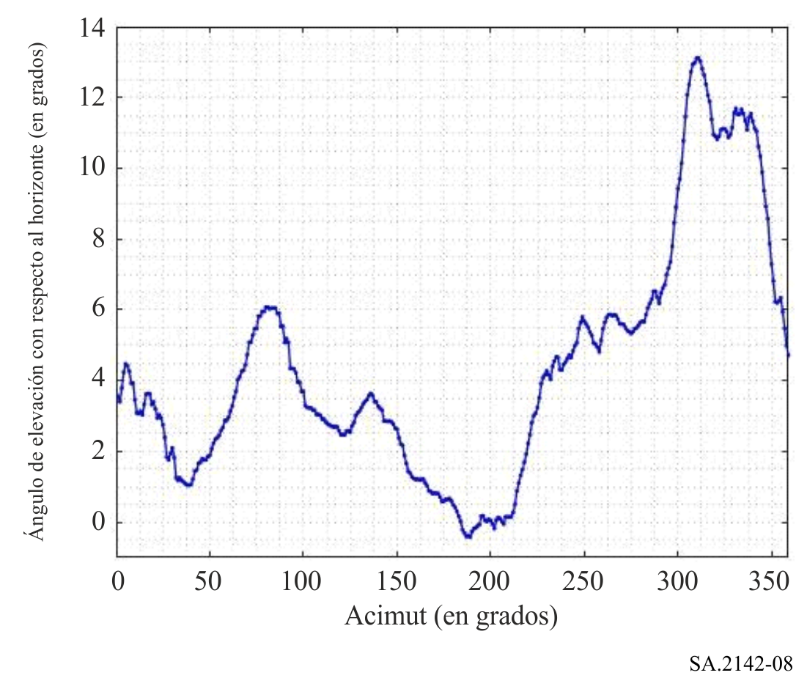 Ángulo de elevación con respecto al horizonte (en grados)
14
12
10
8
6
4
2
0
0 50 100 150 200 250 300 350
Acimut (en grados)
SA.2142-08